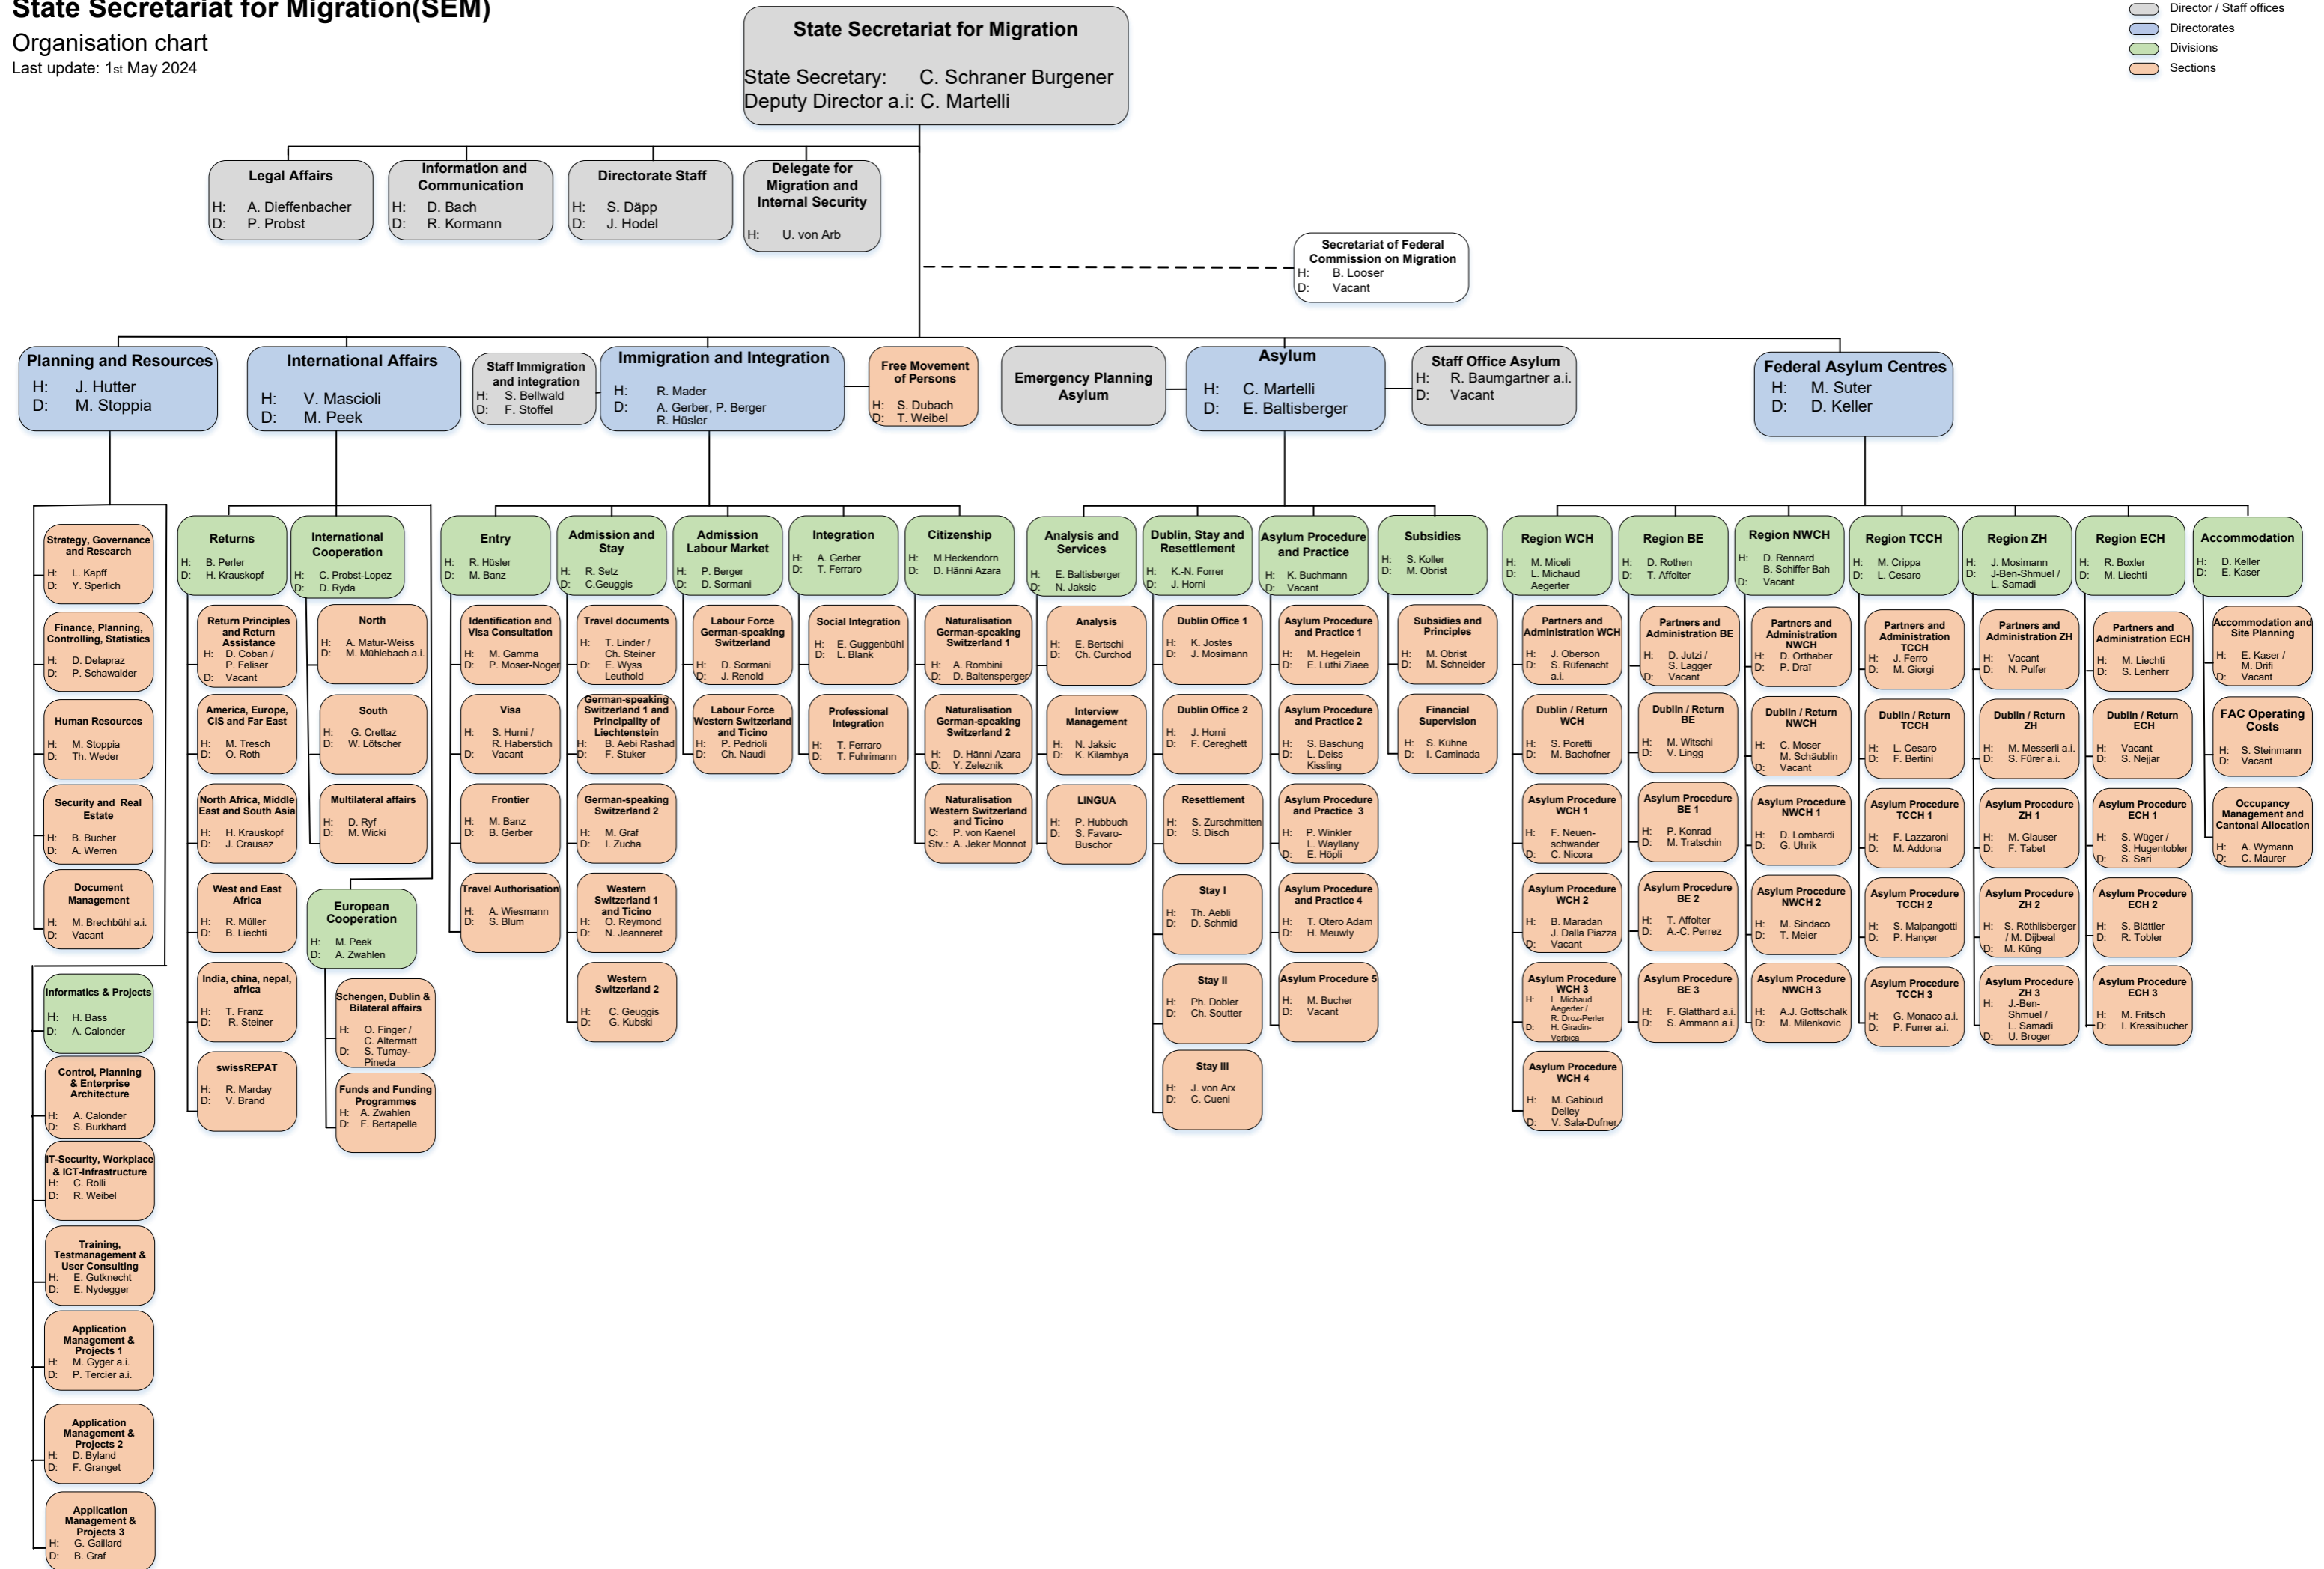 State Secretariat for Migration(SEM)
Organisation chart
Last update: 1st May 2024
Director / Staff offices
Directorates
Divisions
Sections
State Secretariat for Migration
State Secretary: C. Schraner Burgener
Deputy Director a.i: C. Martelli
Legal Affairs
H: A. Dieffenbacher
D: P. Probst
Information and
Communication
H: D. Bach
D: R. Kormann
Directorate Staff
H: S. Däpp
D: J. Hodel
Delegate for
Migration and
Internal Security
H: U. von Arb
Secretariat of Federal
Commission on Migration
H: B. Looser
D: Vacant
Planning and Resources
H: J. Hutter
D: M. Stoppia
International Affairs
H: V. Mascioli
D: M. Peek
Staff Immigration
and integration
H: S. Bellwald
D: F. Stoffel
Immigration and Integration
H: R. Mader
D: A. Gerber, P. Berger
R. Hüsler
Free Movement
of Persons
H: S. Dubach
D: T. Weibel
Emergency Planning
Asylum
Asylum
H: C. Martelli
D: E. Baltisberger
Staff Office Asylum
H: R. Baumgartner a.i.
D: Vacant
Federal Asylum Centres
H: M. Suter
D: D. Keller
Strategy, Governance
and Research
H: L. Kapff
D: Y. Sperlich
Finance, Planning,
Controlling, Statistics
H: D. Delapraz
D: P. Schawalder
Human Resources
H: M. Stoppia
D: Th. Weder
Security and Real
Estate
H: B. Bucher
D: A. Werren
Document
Management
H: M. Brechbühl a.i.
D: Vacant
Informatics & Projects
H: H. Bass
D: A. Calonder
Control, Planning
& Enterprise
Architecture
H: A. Calonder
D: S. Burkhard
IT-Security, Workplace
& ICT-Infrastructure
H: C. Rölli
D: R. Weibel
Training,
Testmanagement &
User Consulting
H: E. Gutknecht
D: E. Nydegger
Application
Management &
Projects 1
H: M. Gyger a.i.
D: P. Tercier a.i.
Application
Management &
Projects 2
H: D. Byland
D: F. Granget
Application
Management &
Projects 3
H: G. Gaillard
D: B. Graf
Returns
H: B. Perler
D: H. Krauskopf
Return Principles
and Return
Assistance
H: D. Coban /
P. Feliser
D: Vacant
America, Europe,
CIS and Far East
H: M. Tresch
D: O. Roth
North Africa, Middle
East and South Asia
H: H. Krauskopf
D: J. Crausaz
West and East
Africa
H: R. Müller
D: B. Liechti
India, china, nepal,
africa
H: T. Franz
D: R. Steiner
swissREPAT
H: R. Marday
D: V. Brand
International
Cooperation
H: C. Probst-Lopez
D: D. Ryda
North
H: A. Matur-Weiss
D: M. Mühlebach a.i.
South
H: G. Crettaz
D: W. Lötscher
Multilateral affairs
H: D. Ryf
D: M. Wicki
European
Cooperation
H: M. Peek
D: A. Zwahlen
Schengen, Dublin &
Bilateral affairs
H: O. Finger /
C. Altermatt
D: S. Tumay-
Pineda
Funds and Funding
Programmes
H: A. Zwahlen
D: F. Bertapelle
Entry
H: R. Hüsler
D: M. Banz
Identification and
Visa Consultation
H: M. Gamma
D: P. Moser-Noger
Visa
H: S. Hurni /
R. Haberstich
D: Vacant
Frontier
H: M. Banz
D: B. Gerber
Travel Authorisation
H: A. Wiesmann
D: S. Blum
Admission and
Stay
H: R. Setz
D: C.Geuggis
Travel documents
H: T. Linder /
Ch. Steiner
D: E. Wyss
Leuthold
German-speaking
Switzerland 1 and
Principality of
Liechtenstein
H: B. Aebi Rashad
D: F. Stuker
German-speaking
Switzerland 2
H: M. Graf
D: I. Zucha
Western
Switzerland 1
and Ticino
H: O. Reymond
D: N. Jeanneret
Western
Switzerland 2
H: C. Geuggis
D: G. Kubski
Admission
Labour Market
H: P. Berger
D: D. Sormani
Labour Force
German-speaking
Switzerland
H: D. Sormani
D: J. Renold
Labour Force
Western Switzerland
and Ticino
H: P. Pedrioli
D: Ch. Naudi
Integration
H: A. Gerber
D: T. Ferraro
Social Integration
H: E. Guggenbühl
D: L. Blank
Professional
Integration
H: T. Ferraro
D: T. Fuhrimann
Citizenship
H: M.Heckendorn
D: D. Hänni Azara
Naturalisation
German-speaking
Switzerland 1
H: A. Rombini
D: D. Baltensperger
Naturalisation
German-speaking
Switzerland 2
H: D. Hänni Azara
D: Y. Zeleznik
Naturalisation
Western Switzerland
and Ticino
C: P. von Kaenel
Stv.: A. Jeker Monnot
Analysis and
Services
H: E. Baltisberger
D: N. Jaksic
Analysis
H: E. Bertschi
D: Ch. Curchod
Interview
Management
H: N. Jaksic
D: K. Kilambya
LINGUA
H: P. Hubbuch
D: S. Favaro-
Buschor
Dublin, Stay and
Resettlement
H: K.-N. Forrer
D: J. Horni
Dublin Office 1
H: K. Jostes
D: J. Mosimann
Dublin Office 2
H: J. Horni
D: F. Cereghett
Resettlement
H: S. Zurschmitten
D: S. Disch
Stay I
H: Th. Aebli
D: D. Schmid
Stay II
H: Ph. Dobler
D: Ch. Soutter
Stay III
H: J. von Arx
D: C. Cueni
Asylum Procedure
and Practice
H: K. Buchmann
D: Vacant
Asylum Procedure
and Practice 1
H: M. Hegelein
D: E. Lüthi Ziaee
Asylum Procedure
and Practice 2
H: S. Baschung
D: L. Deiss
Kissling
Asylum Procedure
and Practice 3
H: P. Winkler
L. Wayllany
D: E. Höpli
Asylum Procedure
and Practice 4
H: T. Otero Adam
D: H. Meuwly
Asylum Procedure 5
H: M. Bucher
D: Vacant
Subsidies
H: S. Koller
D: M. Obrist
Subsidies and
Principles
H: M. Obrist
D: M. Schneider
Financial
Supervision
H: S. Kühne
D: I. Caminada
Region WCH
H: M. Miceli
D: L. Michaud
Aegerter
Partners and
Administration WCH
H: J. Oberson
D: S. Rüfenacht
a.i.
Dublin / Return
WCH
H: S. Poretti
D: M. Bachofner
Asylum Procedure
WCH 1
H: F. Neuen-
schwander
D: C. Nicora
Asylum Procedure
WCH 2
H: B. Maradan
J. Dalla Piazza
D: Vacant
Asylum Procedure
WCH 3
H: L. Michaud
Aegerter /
R. Droz-Perler
D: H. Giradin-
Verbica
Asylum Procedure
WCH 4
H: M. Gabioud
Delley
D: V. Sala-Dufner
Region BE
H: D. Rothen
D: T. Affolter
Partners and
Administration BE
H: D. Jutzi /
S. Lagger
D: Vacant
Dublin / Return
BE
H: M. Witschi
D: V. Lingg
Asylum Procedure
BE 1
H: P. Konrad
D: M. Tratschin
Asylum Procedure
BE 2
H: T. Affolter
D: A.-C. Perrez
Asylum Procedure
BE 3
H: F. Glatthard a.i.
D: S. Ammann a.i.
Region NWCH
H: D. Rennard
B. Schiffer Bah
D: Vacant
Partners and
Administration
NWCH
H: D. Orthaber
D: P. Draï
Dublin / Return
NWCH
H: C. Moser
M. Schäublin
D: Vacant
Asylum Procedure
NWCH 1
H: D. Lombardi
D: G. Uhrik
Asylum Procedure
NWCH 2
H: M. Sindaco
D: T. Meier
Asylum Procedure
NWCH 3
H: A.J. Gottschalk
D: M. Milenkovic
Region TCCH
H: M. Crippa
D: L. Cesaro
Partners and
Administration
TCCH
H: J. Ferro
D: M. Giorgi
Dublin / Return
TCCH
H: L. Cesaro
D: F. Bertini
Asylum Procedure
TCCH 1
H: F. Lazzaroni
D: M. Addona
Asylum Procedure
TCCH 2
H: S. Malpangotti
D: P. Hançer
Asylum Procedure
TCCH 3
H: G. Monaco a.i.
D: P. Furrer a.i.
Region ZH
H: J. Mosimann
D: J-Ben-Shmuel /
L. Samadi
Partners and
Administration ZH
H: Vacant
D: N. Pulfer
Dublin / Return
ZH
H: M. Messerli a.i.
D: S. Fürer a.i.
Asylum Procedure
ZH 1
H: M. Glauser
D: F. Tabet
Asylum Procedure
ZH 2
H: S. Röthlisberger
/ M. Dijbeal
D: M. Küng
Asylum Procedure
ZH 3
H: J.-Ben-
Shmuel /
L. Samadi
D: U. Broger
Region ECH
H: R. Boxler
D: M. Liechti
Partners and
Administration ECH
H: M. Liechti
D: S. Lenherr
Dublin / Return
ECH
H: Vacant
D: S. Nejjar
Asylum Procedure
ECH 1
H: S. Wüger /
S. Hugentobler
D: S. Sari
Asylum Procedure
ECH 2
H: S. Blättler
D: R. Tobler
Asylum Procedure
ECH 3
H: M. Fritsch
D: I. Kressibucher
Accommodation
H: D. Keller
D: E. Kaser
Accommodation and
Site Planning
H: E. Kaser /
M. Drifi
D: Vacant
FAC Operating
Costs
H: S. Steinmann
D: Vacant
Occupancy
Management and
Cantonal Allocation
H: A. Wymann
D: C. Maurer